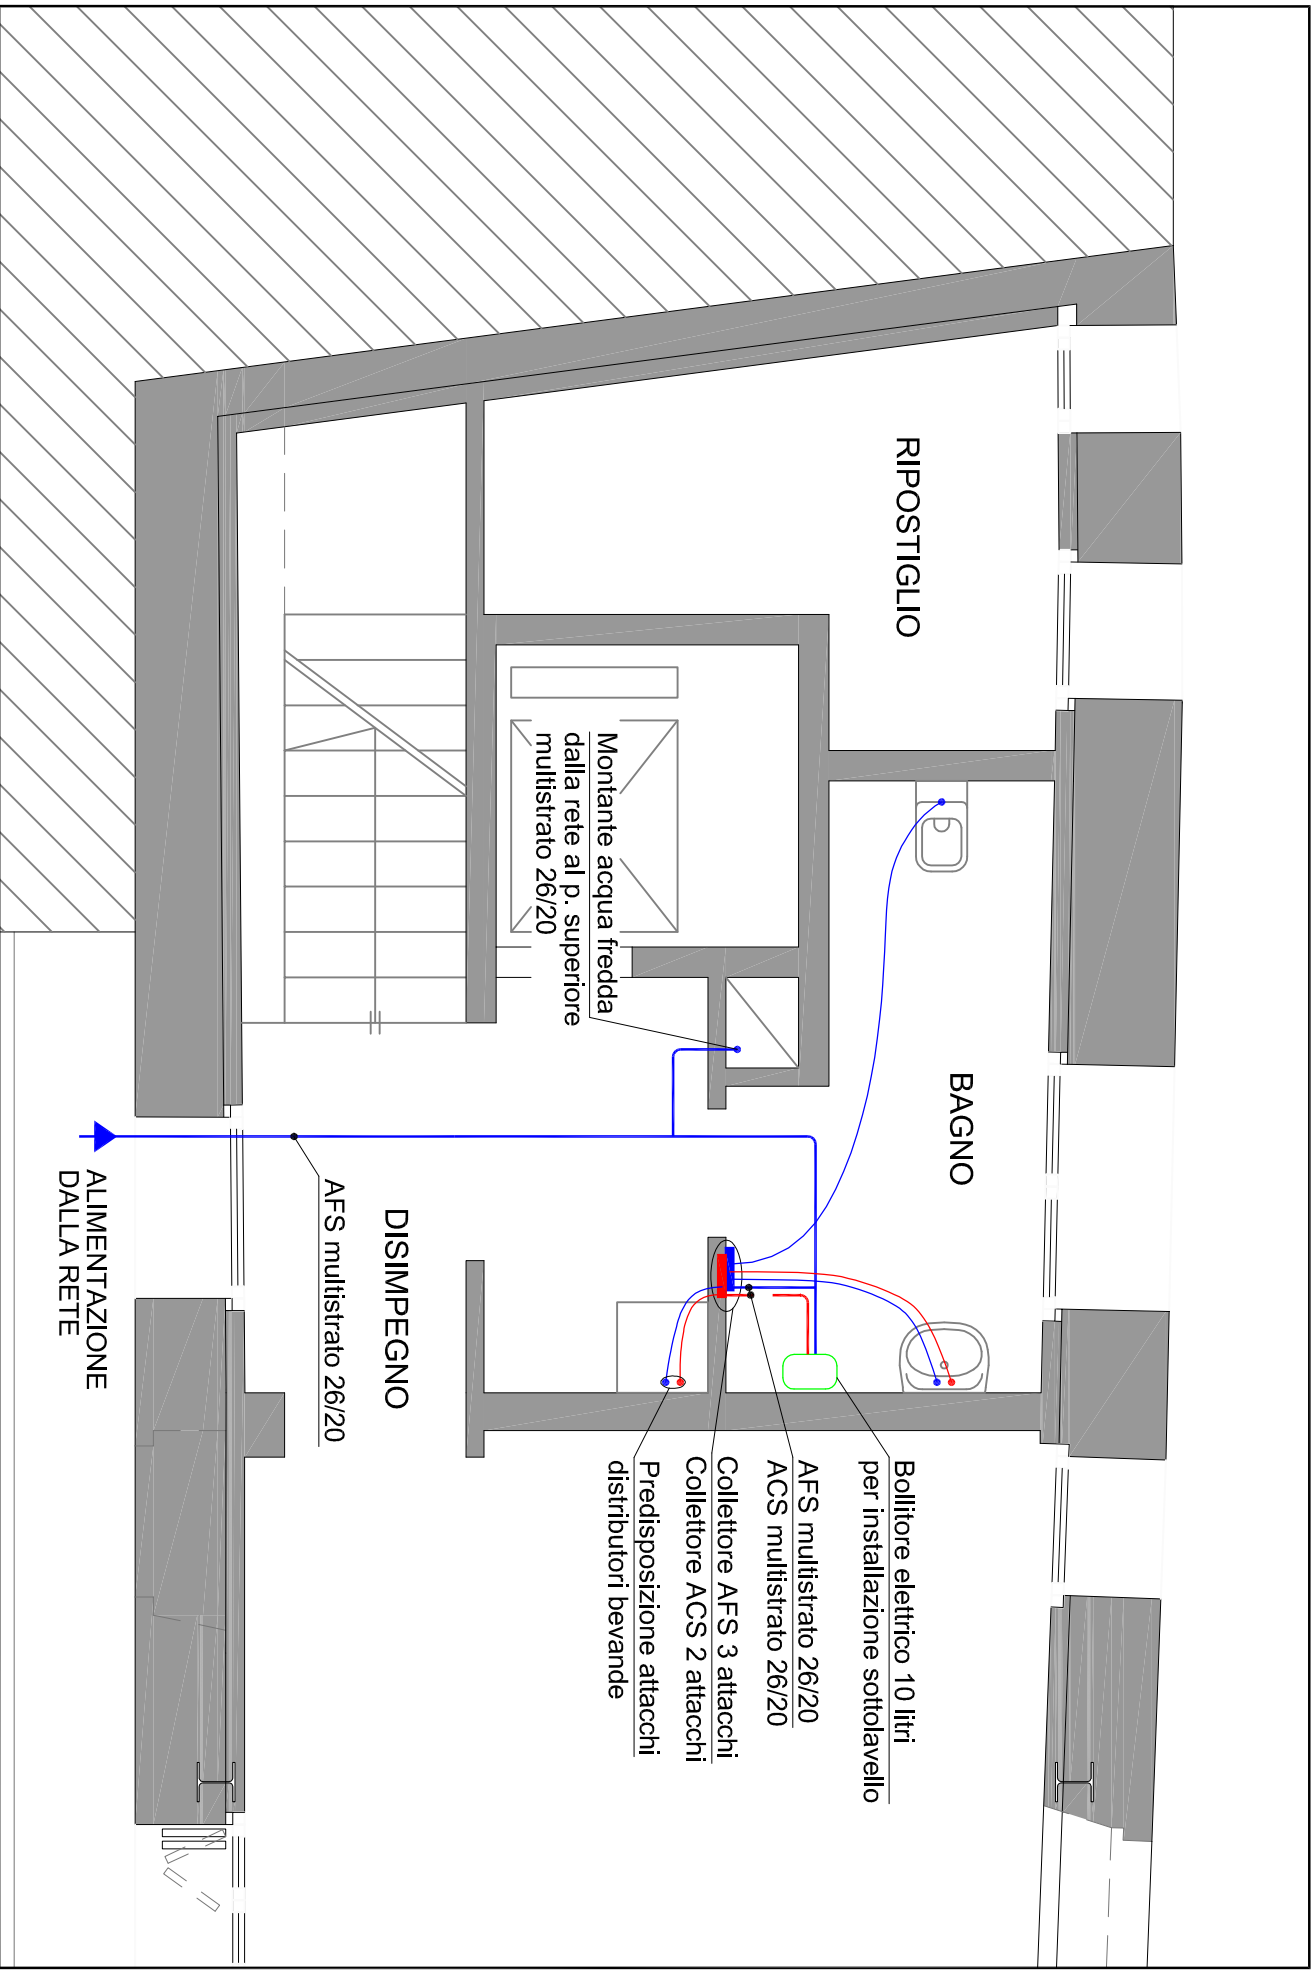 RIPOSTIGLIO
BAGNO
Montante acqua fredda
dalla rete al p. superiore
multistrato 26/20
DISIMPEGNO
AFS multistrato 26/20
ALIMENTAZIONE
DALLA RETE
Bollitore elettrico 10 litri
per installazione sottolavello
AFS multistrato 26/20
ACS multistrato 26/20
Collettore AFS 3 attacchi
Collettore ACS 2 attacchi
Predisposizione attacchi
distributori bevande